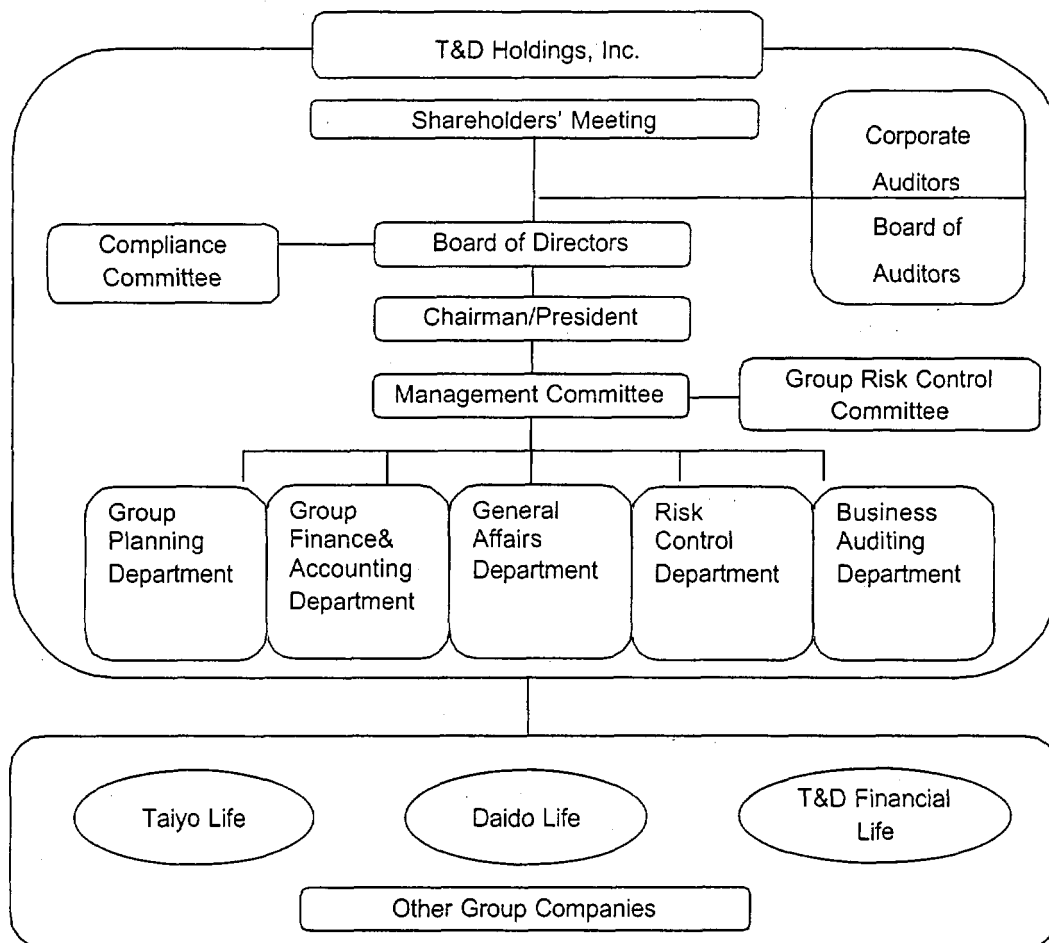 T&D Holdings, Inc.
Shareholders' Meeting
Corporate
Auditors
Board of
Auditors
Compliance
Committee
Board of Directors
Chairman/President
Management Committee
Group Risk Control
Committee
Group
Planning
Department
Group
Finance&
Accounting
Department
General
Affairs
Department
Risk
Control
Department
Business
Auditing
Department
Taiyo Life
Daido Life
T&D Financial
Life
Other Group Companies